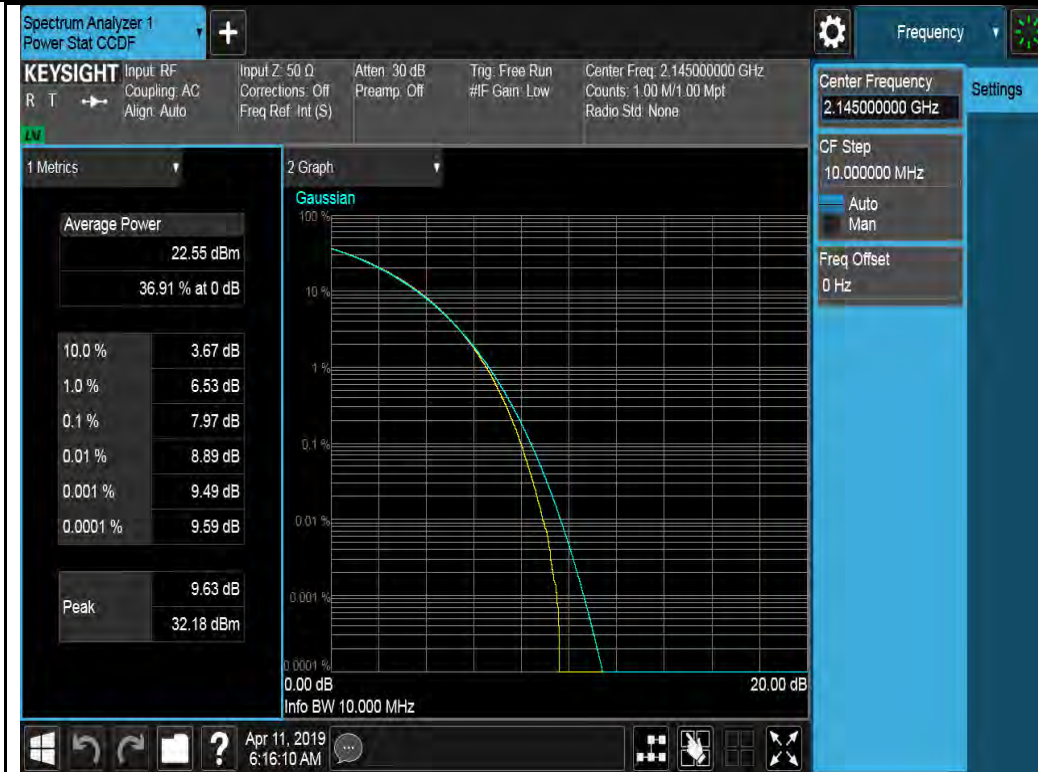 Spectrum Analyzer 1
Power Stat CCDF
+
Frequency
KEYSIGHT
R T
Input: RF
Coupling: AC
Align: Auto
Input Z: 50 Ω
Corrections: Off
Freq Ref: Int (S)
Atten: 30 dB
Preamp: Off
Trig: Free Run
#IF Gain: Low
Center Freq: 2.145000000 GHz
Counts: 1.00 M/1.00 Mpt
Radio Std: None
Center Frequency
2.145000000 GHz
Settings
CF Step
10.000000 MHz
Auto
Man
Freq Offset
0 Hz
1 Metrics
Average Power
22.55 dBm
36.91 % at 0 dB
10.0 % 3.67 dB
1.0 % 6.53 dB
0.1 % 7.97 dB
0.01 % 8.89 dB
0.001 % 9.49 dB
0.0001 % 9.59 dB
Peak
9.63 dB
32.18 dBm
2 Graph
Gaussian
100 %
10 %
1 %
0.1 %
0.01 %
0.001 %
0.0001 %
0.00 dB 20.00 dB
Info BW 10.000 MHz
?
Apr 11, 2019
6:16:10 AM